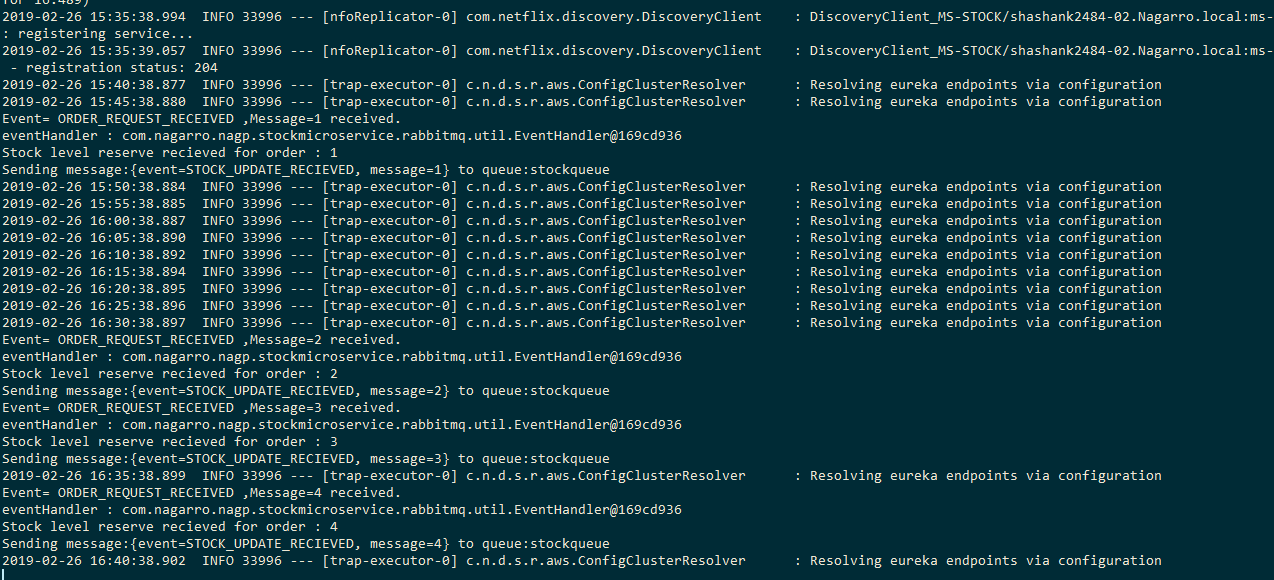 for 18.489)
2019-02-26 15:35:38.994  INFO 33996 --- [nfoReplicator-0] com.netflix.discovery.DiscoveryClient    : DiscoveryClient_MS-STOCK/shashank2484-02.Nagarro.local:ms-
: registering service...
2019-02-26 15:35:39.057  INFO 33996 --- [nfoReplicator-0] com.netflix.discovery.DiscoveryClient    : DiscoveryClient_MS-STOCK/shashank2484-02.Nagarro.local:ms-
 - registration status: 204
2019-02-26 15:40:38.877  INFO 33996 --- [trap-executor-0] c.n.d.s.r.aws.ConfigClusterResolver      : Resolving eureka endpoints via configuration
2019-02-26 15:45:38.880  INFO 33996 --- [trap-executor-0] c.n.d.s.r.aws.ConfigClusterResolver      : Resolving eureka endpoints via configuration
Event= ORDER_REQUEST_RECEIVED ,Message=1 received.
eventHandler : com.nagarro.nagp.stockmicroservice.rabbitmq.util.EventHandler@169cd936
Stock level reserve recieved for order : 1
Sending message:{event=STOCK_UPDATE_RECIEVED, message=1} to queue:stockqueue
2019-02-26 15:50:38.884  INFO 33996 --- [trap-executor-0] c.n.d.s.r.aws.ConfigClusterResolver      : Resolving eureka endpoints via configuration
2019-02-26 15:55:38.885  INFO 33996 --- [trap-executor-0] c.n.d.s.r.aws.ConfigClusterResolver      : Resolving eureka endpoints via configuration
2019-02-26 16:00:38.887  INFO 33996 --- [trap-executor-0] c.n.d.s.r.aws.ConfigClusterResolver      : Resolving eureka endpoints via configuration
2019-02-26 16:05:38.890  INFO 33996 --- [trap-executor-0] c.n.d.s.r.aws.ConfigClusterResolver      : Resolving eureka endpoints via configuration
2019-02-26 16:10:38.892  INFO 33996 --- [trap-executor-0] c.n.d.s.r.aws.ConfigClusterResolver      : Resolving eureka endpoints via configuration
2019-02-26 16:15:38.894  INFO 33996 --- [trap-executor-0] c.n.d.s.r.aws.ConfigClusterResolver      : Resolving eureka endpoints via configuration
2019-02-26 16:20:38.895  INFO 33996 --- [trap-executor-0] c.n.d.s.r.aws.ConfigClusterResolver      : Resolving eureka endpoints via configuration
2019-02-26 16:25:38.896  INFO 33996 --- [trap-executor-0] c.n.d.s.r.aws.ConfigClusterResolver      : Resolving eureka endpoints via configuration
2019-02-26 16:30:38.897  INFO 33996 --- [trap-executor-0] c.n.d.s.r.aws.ConfigClusterResolver      : Resolving eureka endpoints via configuration
Event= ORDER_REQUEST_RECEIVED ,Message=2 received.
eventHandler : com.nagarro.nagp.stockmicroservice.rabbitmq.util.EventHandler@169cd936
Stock level reserve recieved for order : 2
Sending message:{event=STOCK_UPDATE_RECIEVED, message=2} to queue:stockqueue
Event= ORDER_REQUEST_RECEIVED ,Message=3 received.
eventHandler : com.nagarro.nagp.stockmicroservice.rabbitmq.util.EventHandler@169cd936
Stock level reserve recieved for order : 3
Sending message:{event=STOCK_UPDATE_RECIEVED, message=3} to queue:stockqueue
2019-02-26 16:35:38.899  INFO 33996 --- [trap-executor-0] c.n.d.s.r.aws.ConfigClusterResolver      : Resolving eureka endpoints via configuration
Event= ORDER_REQUEST_RECEIVED ,Message=4 received.
eventHandler : com.nagarro.nagp.stockmicroservice.rabbitmq.util.EventHandler@169cd936
Stock level reserve recieved for order : 4
Sending message:{event=STOCK_UPDATE_RECIEVED, message=4} to queue:stockqueue
2019-02-26 16:40:38.902  INFO 33996 --- [trap-executor-0] c.n.d.s.r.aws.ConfigClusterResolver      : Resolving eureka endpoints via configuration